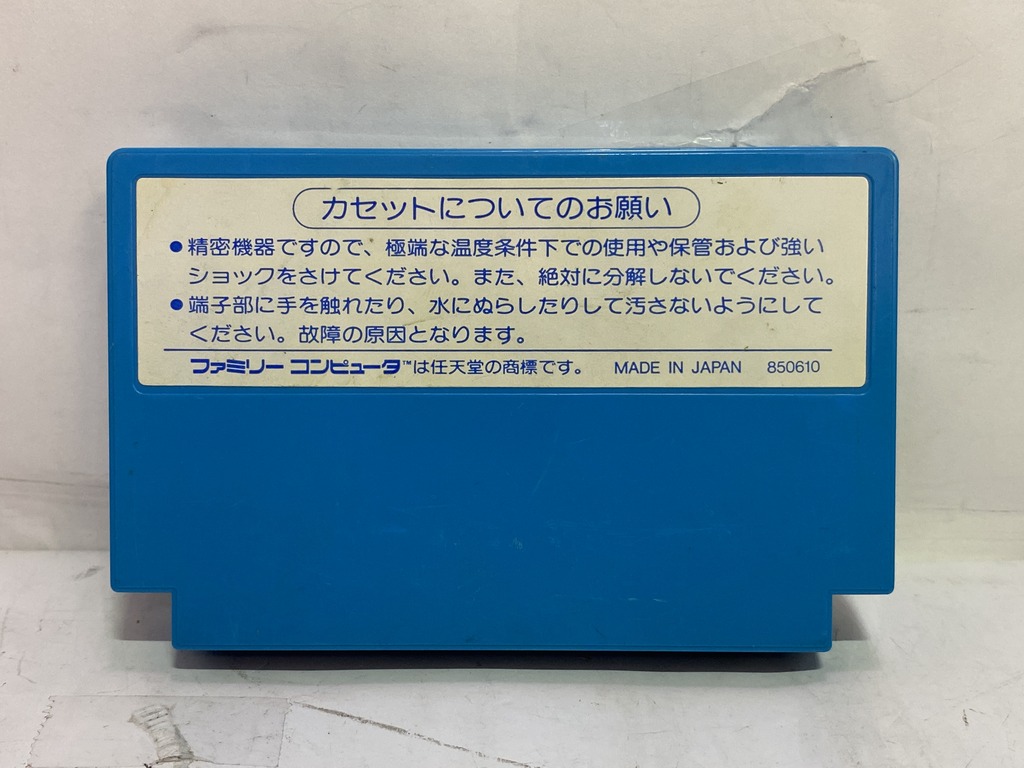 カセットについてのお願い
●精密機器ですので、極端な温度条件下での使用や保管および強い
ショックをさけてください。また、絶対に分解しないでください。
●端子部に手を触れたり、水にぬらしたりして汚さないようにして
ください。故障の原因となります。
ファミリー コンピュータ™は任天堂の商標です。 MADE IN JAPAN 850610